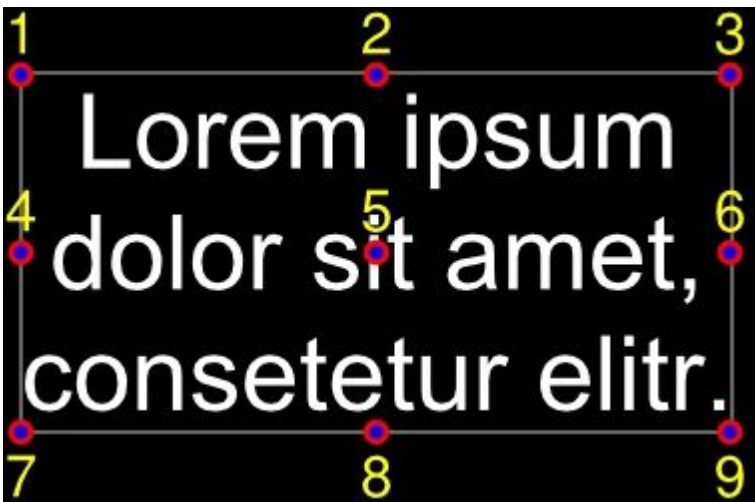 1 2 3
Lorem ipsum
4 5 6
dolor sit amet,
consetetur elitr.
7 8 9